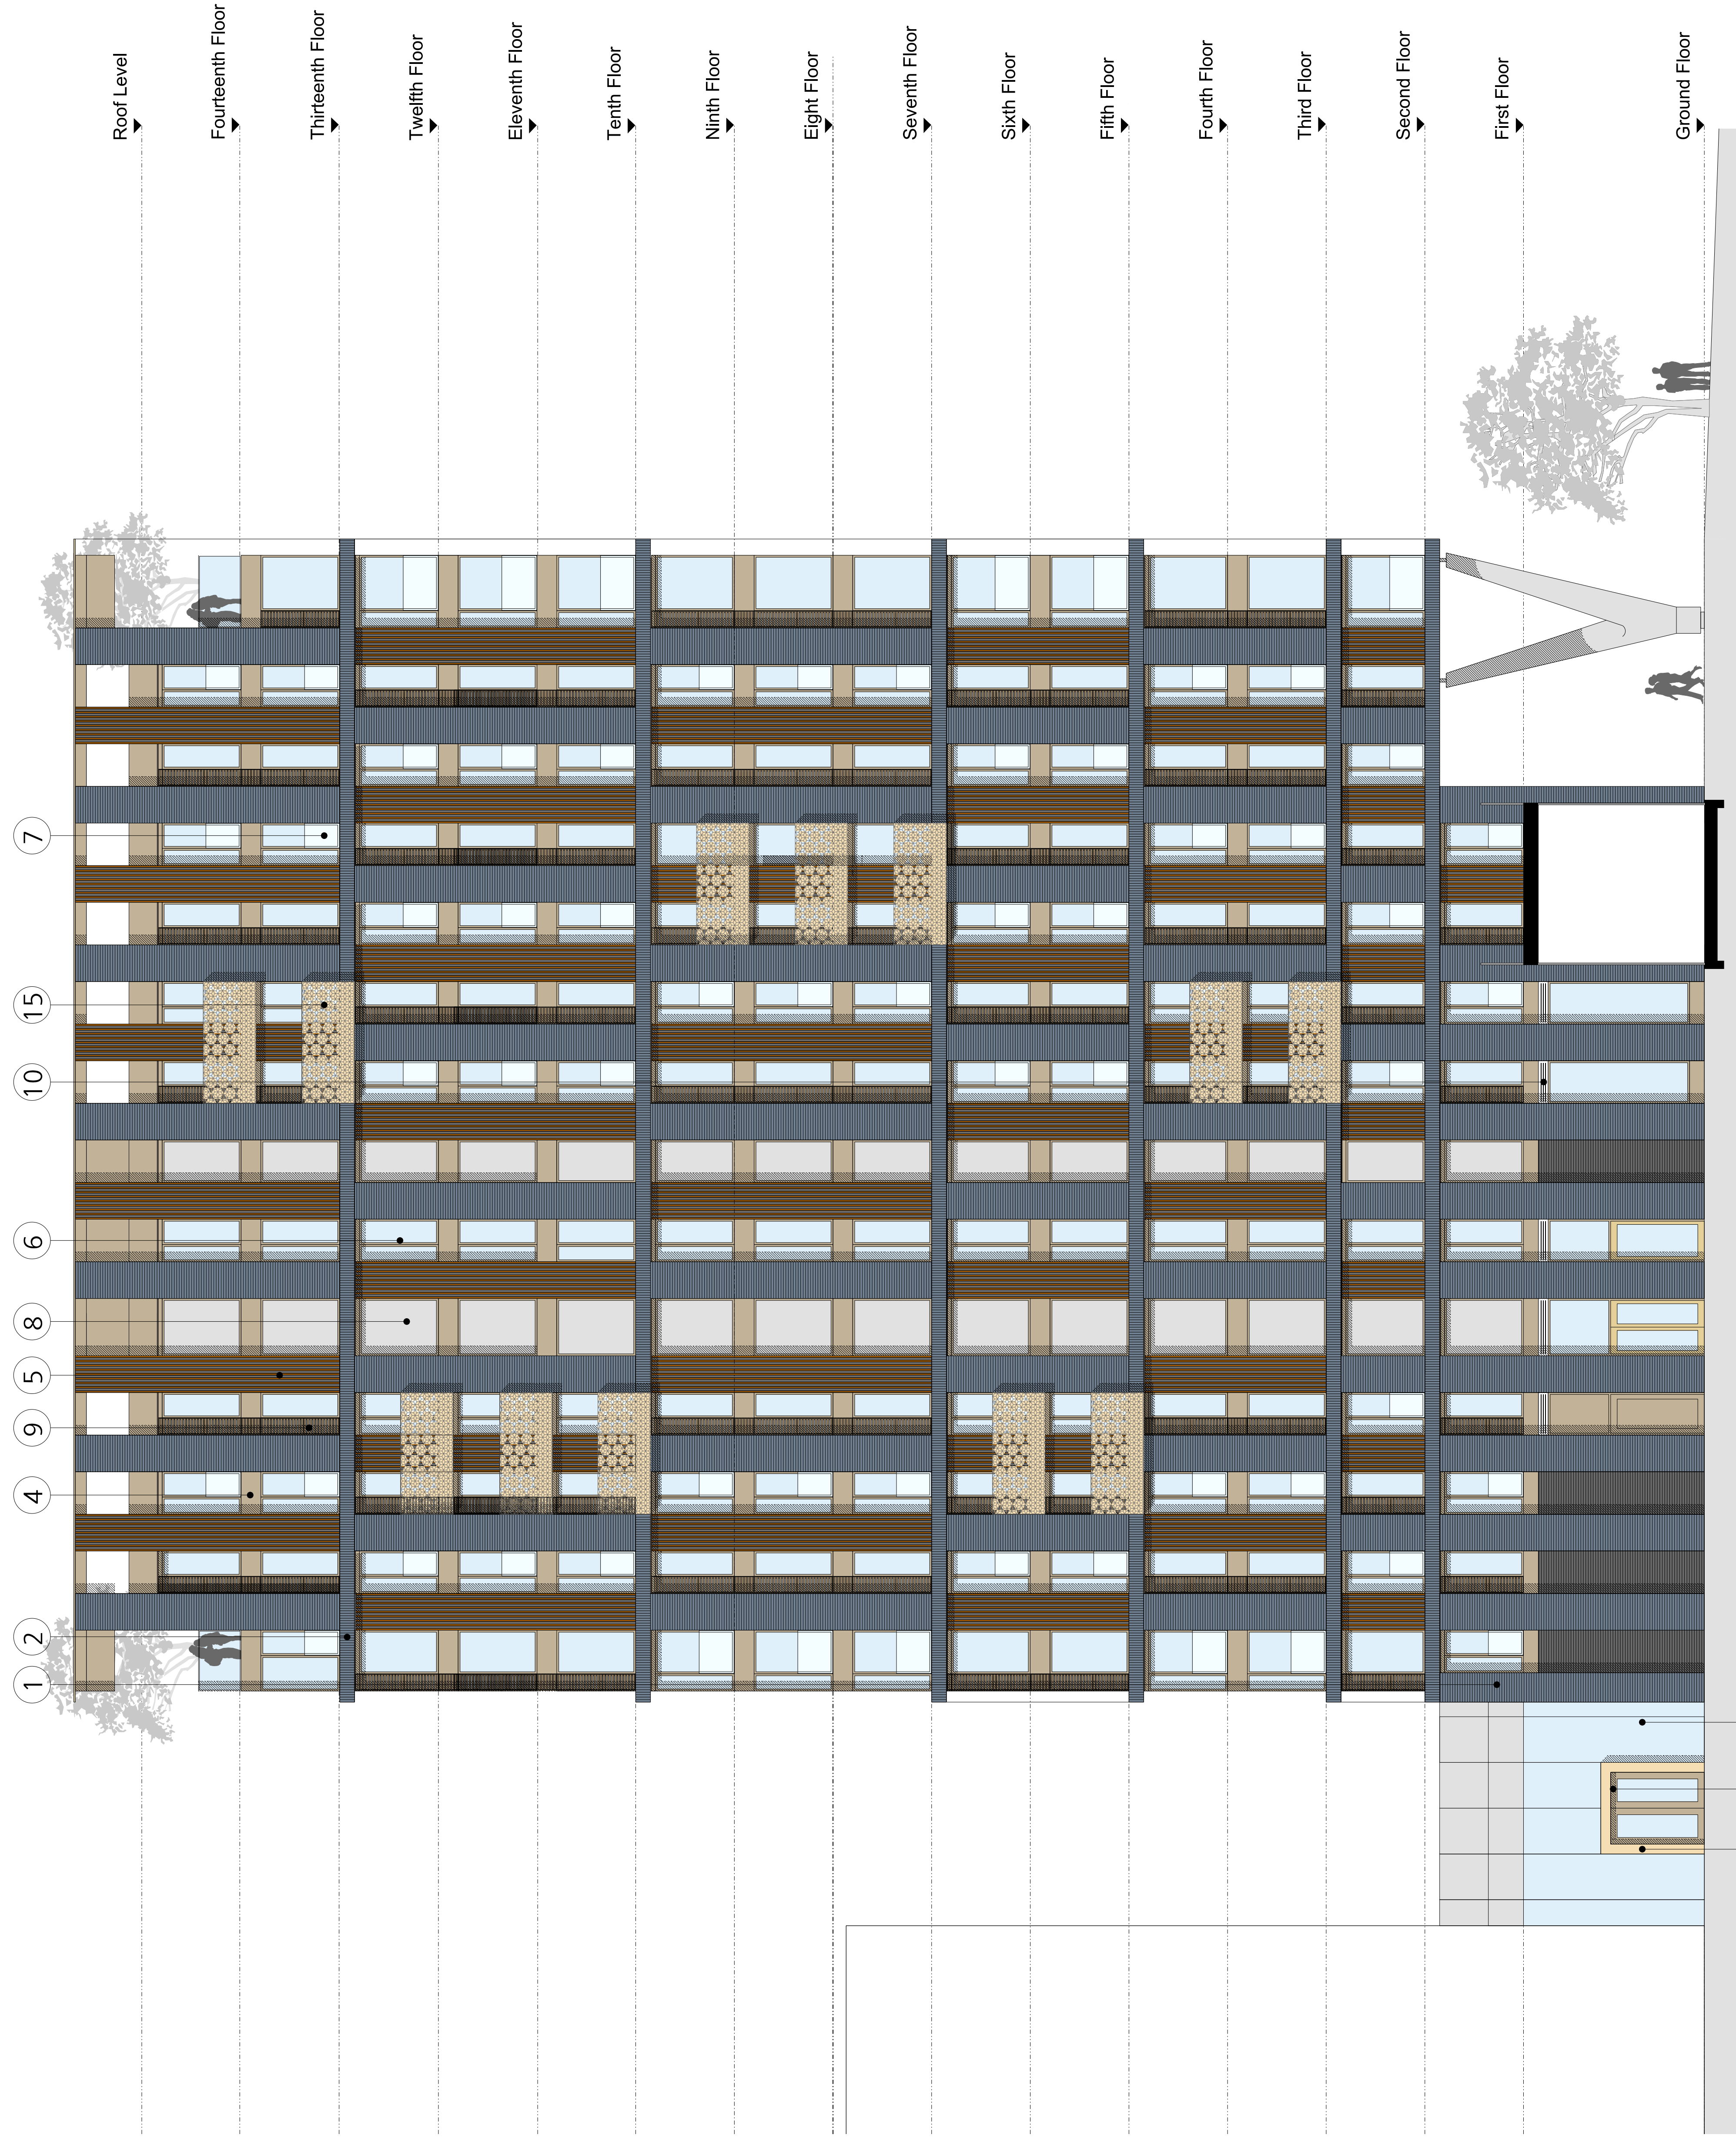 Roof Level
Fourteenth Floor
Thirteenth Floor
Twelfth Floor
Eleventh Floor
Tenth Floor
Ninth Floor
Eight Floor
Seventh Floor
Sixth Floor
Fifth Floor
Fourth Floor
Third Floor
Second Floor
First Floor
Ground Floor
1
2
4
9
5
8
6
10
15
7